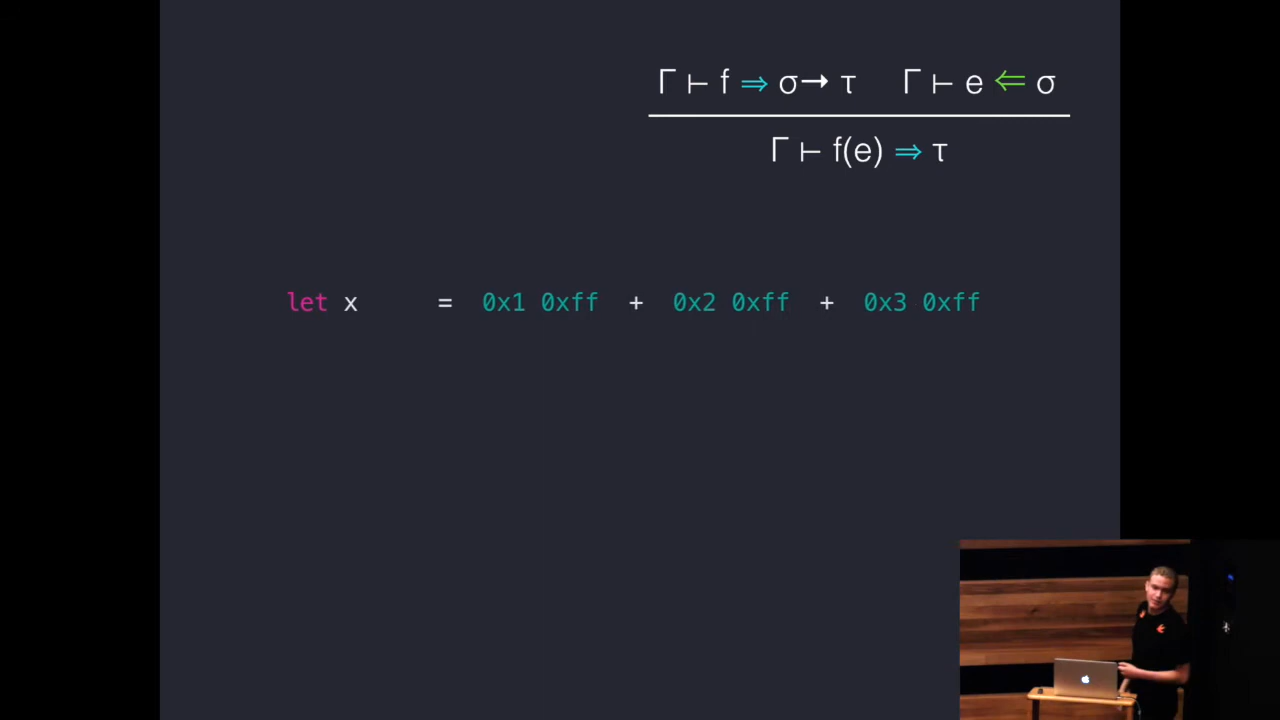 Γ ⊢ f ⇒ σ→ τ Γ ⊢ e ⇐ σ
Γ ⊢ f(e) ⇒ τ
let x = 0x1 0xff + 0x2 0xff + 0x3 0xff